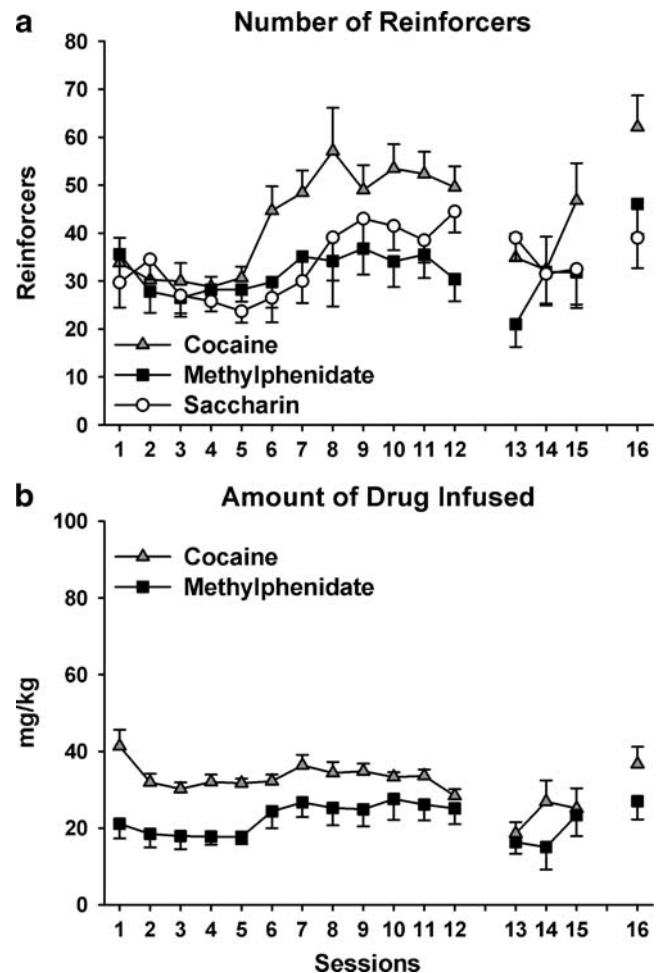 a Number of Reinforcers
80
70
60
50
40
30
20
10
0
Reinforcers
Cocaine
Methylphenidate
Saccharin
1 2 3 4 5 6 7 8 9 10 11 12 13 14 15 16
b Amount of Drug Infused
100
80
60
40
20
0
mg/kg
Cocaine
Methylphenidate
1 2 3 4 5 6 7 8 9 10 11 12 13 14 15 16
Sessions